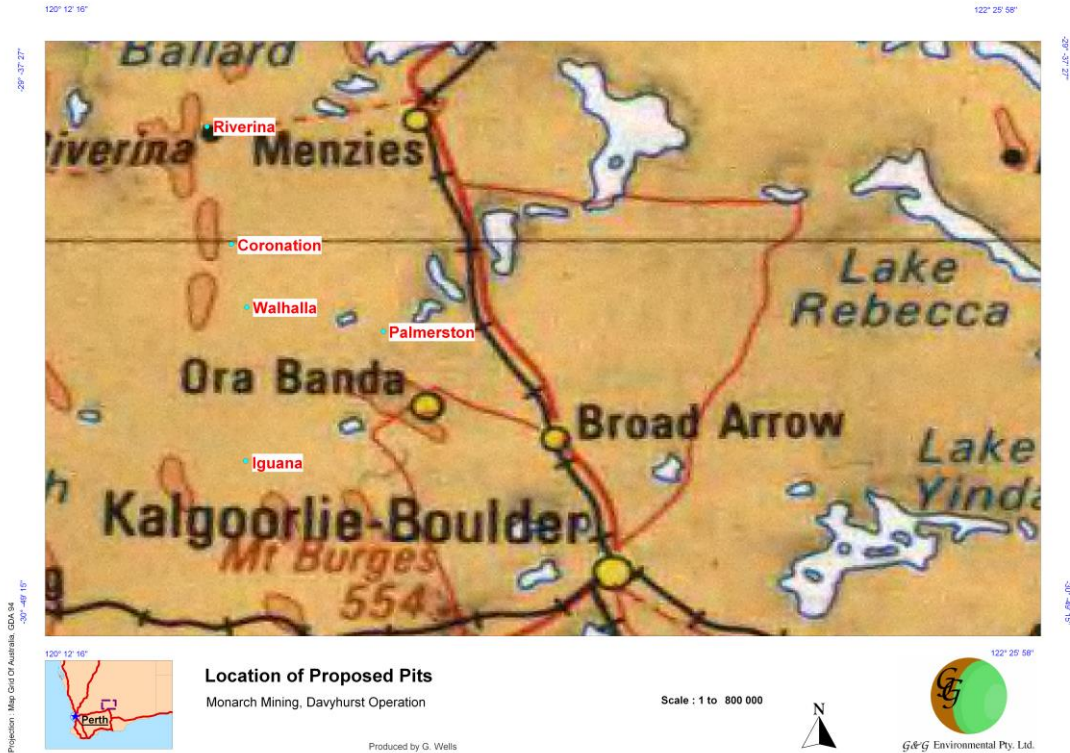 120° 12' 16"
122° 25' 58"
-29° -37' 27"
-29° -37' 27"
Ballard
Riverina
iverina
Menzies
Coronation
Lake
Rebecca
Walhalla
Palmerston
Ora Banda
Broad Arrow
Iguana
Lake
Yinda
h
Kalgoorlie-Boulder
Mt Burges
554
g
-30° -49' 15"
-30° -49' 15"
Projection : Map Grid Of Australia, GDA 94
120° 12' 16"
122° 25' 58"
Location of Proposed Pits
Monarch Mining, Davyhurst Operation
Scale : 1 to 800 000
N
Perth
Produced by G. Wells
G&G
G&G Environmental Pty. Ltd.